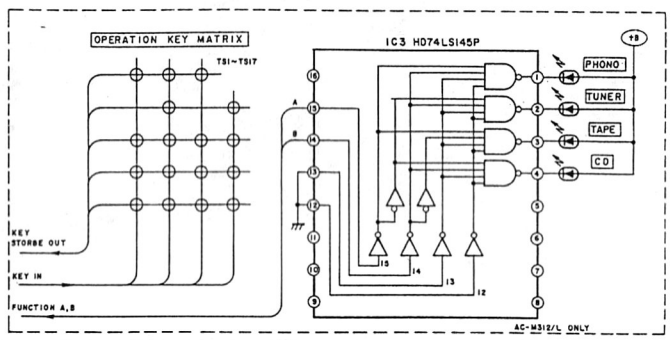 OPERATION KEY MATRIX
TS1~TS17
IC3 HD74LS145P
+B
PHONO
TUNER
TAPE
CD
A
B
16
15
14
13
12
11
10
9
1
2
3
4
5
6
7
8
15
14
13
12
KEY
STORBE OUT
KEY IN
FUNCTION A,B
AC-M312/L ONLY